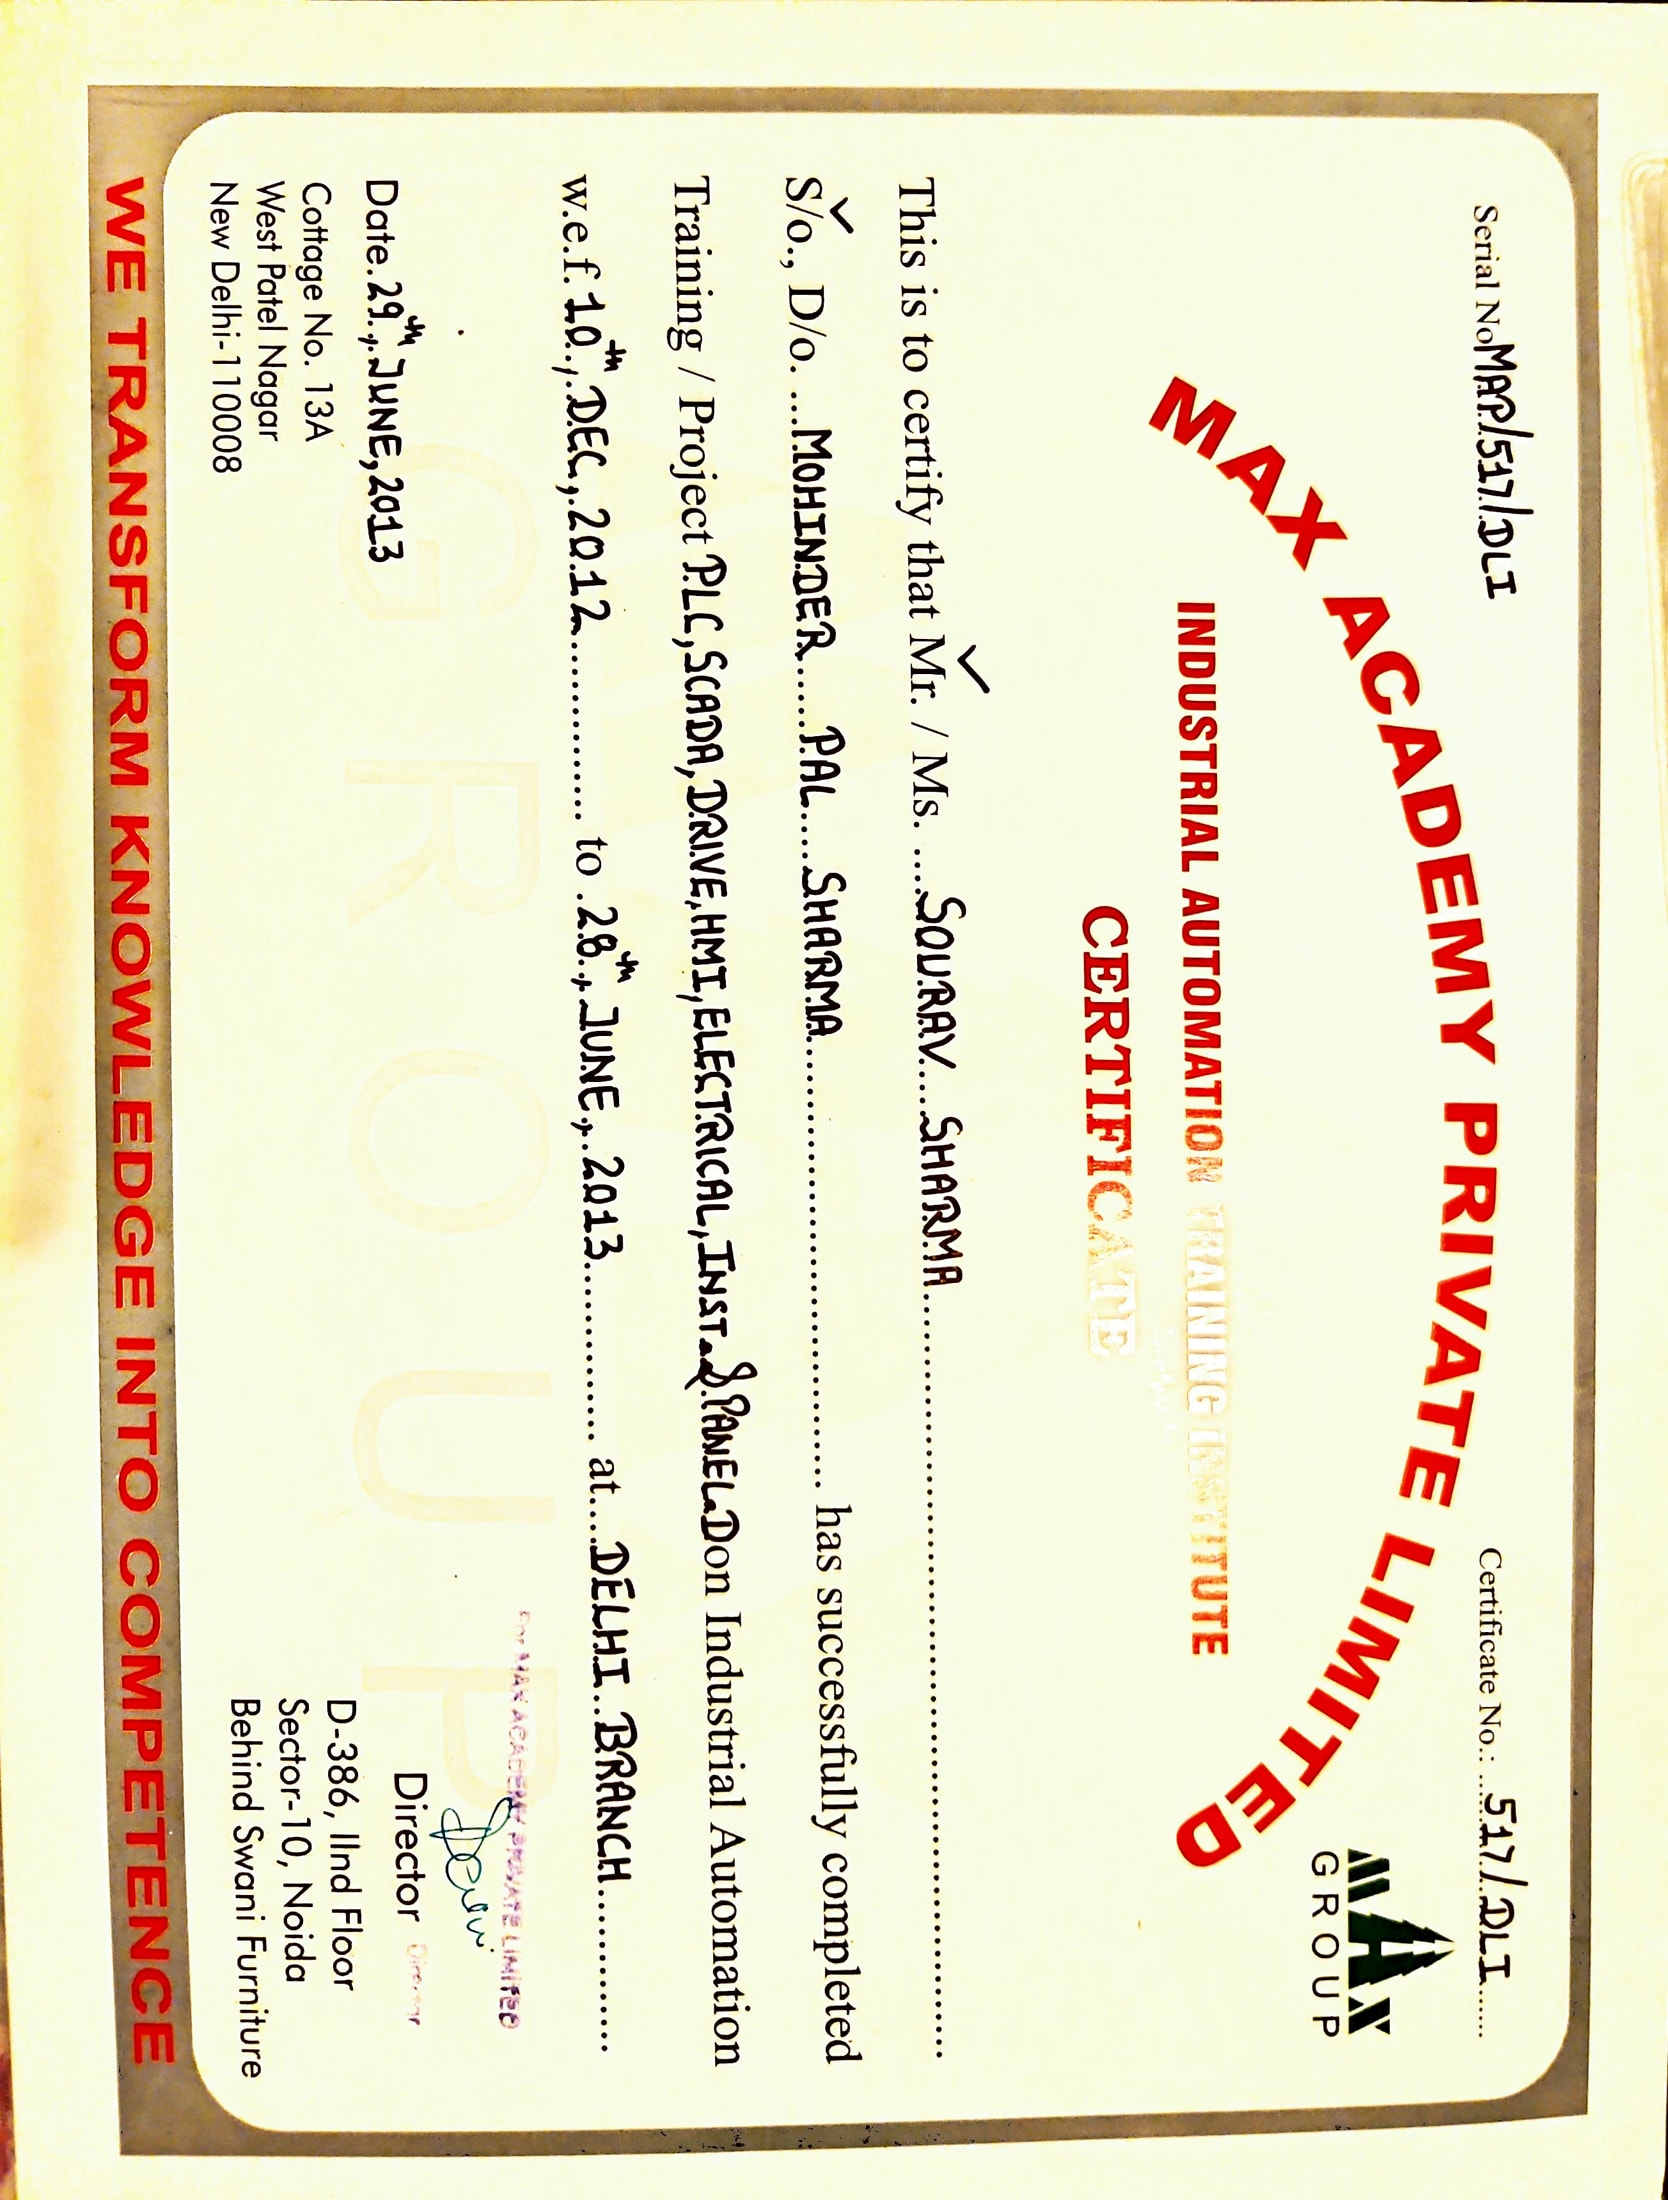 Serial No MAP/517/DLI
Certificate No.: 517/DLI
MAX ACADEMY PRIVATE LIMITED
MAX
GROUP
INDUSTRIAL AUTOMATION TRAINING INSTITUTE
CERTIFICATE
This is to certify that Mr. / Ms. ....SOURAV....SHARMA....
S/o., D/o. ...MOHINDER.....PAL....SHARMA.... has successfully completed
Training / Project PLC, SCADA, DRIVE, HMI, ELECTRICAL, INST. & PANEL.D on Industrial Automation
w.e.f. 10th, DEC, 2012.... to 28th, JUNE, 2013.... at....DELHI BRANCH....
For MAX ACADEMY PRIVATE LIMITED
Director Director
Date. 29th, JUNE, 2013
Cottage No. 13A
West Patel Nagar
New Delhi-110008
D-386, IInd Floor
Sector-10, Noida
Behind Swani Furniture
GROUP
WE TRANSFORM KNOWLEDGE INTO COMPETENCE